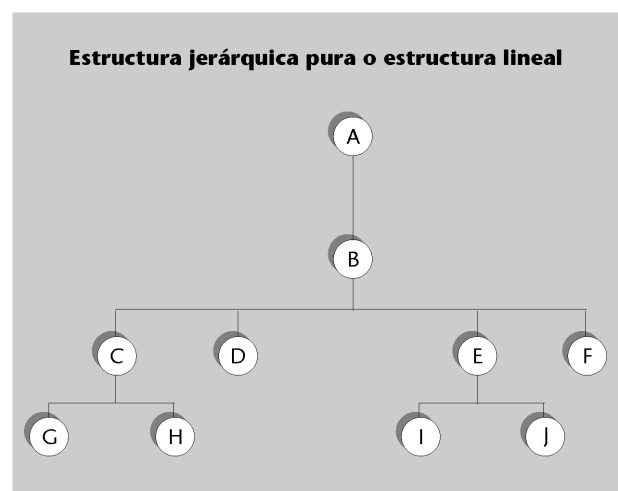 Estructura jerárquica pura o estructura lineal
A
B
C D E F
G H I J